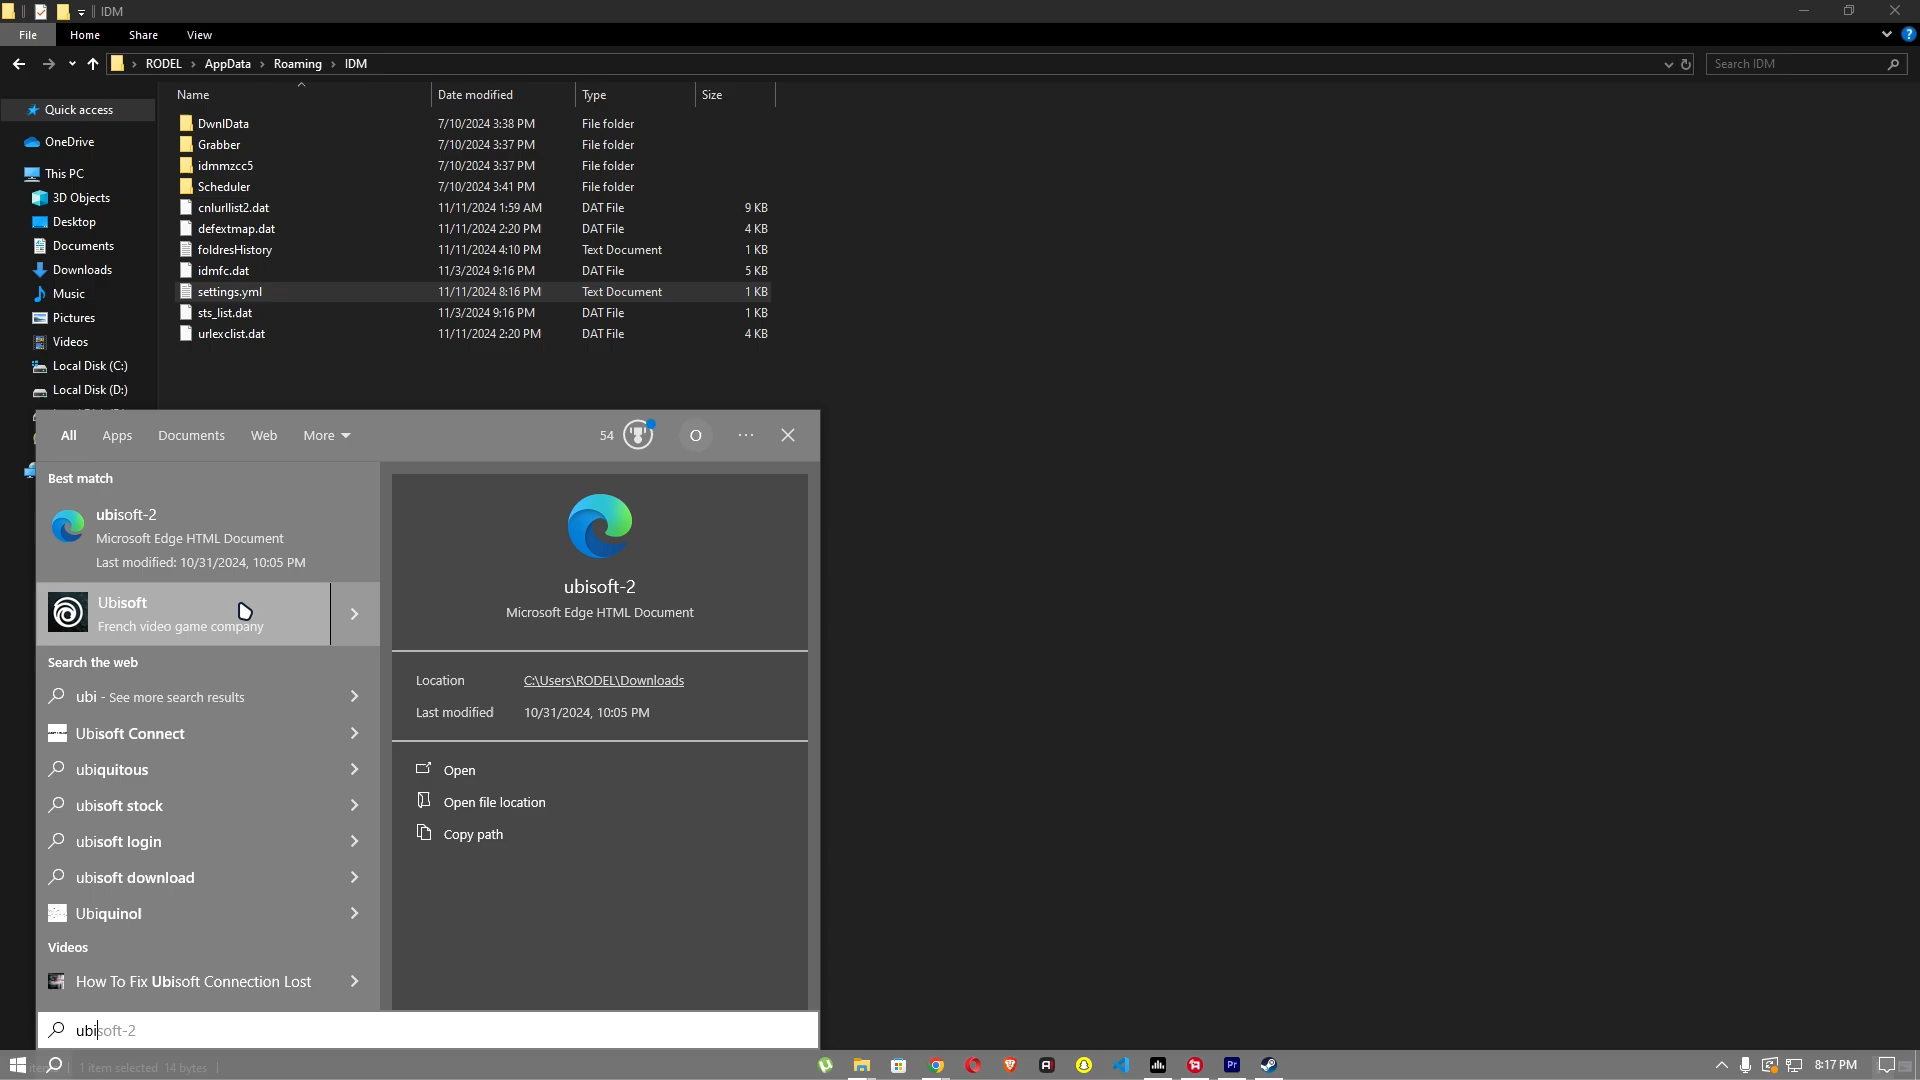 IDM
File Home Share View
RODEL > AppData > Roaming > IDM
Search IDM
Name Date modified Type Size
Quick access
OneDrive
This PC
3D Objects
Desktop
Documents
Downloads
Music
Pictures
Videos
Local Disk (C:)
Local Disk (D:)
DwnlData 7/10/2024 3:38 PM File folder
Grabber 7/10/2024 3:37 PM File folder
idmmzcc5 7/10/2024 3:37 PM File folder
Scheduler 7/10/2024 3:41 PM File folder
cnlurllist2.dat 11/11/2024 1:59 AM DAT File 9 KB
defextmap.dat 11/11/2024 2:20 PM DAT File 4 KB
foldresHistory 11/11/2024 4:10 PM Text Document 1 KB
idmfc.dat 11/3/2024 9:16 PM DAT File 5 KB
settings.yml 11/11/2024 8:16 PM Text Document 1 KB
sts_list.dat 11/3/2024 9:16 PM DAT File 1 KB
urlexclist.dat 11/11/2024 2:20 PM DAT File 4 KB
All Apps Documents Web More
54
O
Best match
ubisoft-2
Microsoft Edge HTML Document
Last modified: 10/31/2024, 10:05 PM
Ubisoft
French video game company
Search the web
ubi - See more search results
Ubisoft Connect
ubiquitous
ubisoft stock
ubisoft login
ubisoft download
Ubiquinol
Videos
How To Fix Ubisoft Connection Lost
ubisoft-2
ubisoft-2
Microsoft Edge HTML Document
Location C:\Users\RODEL\Downloads
Last modified 10/31/2024, 10:05 PM
Open
Open file location
Copy path
1 item selected 14 bytes
Pr
8:17 PM